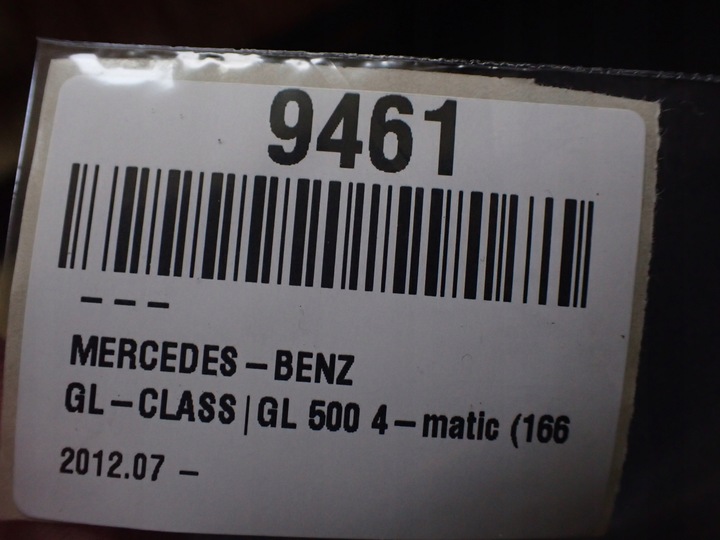 9461
---
MERCEDES-BENZ
GL-CLASS|GL 500 4-matic (166
2012.07 -